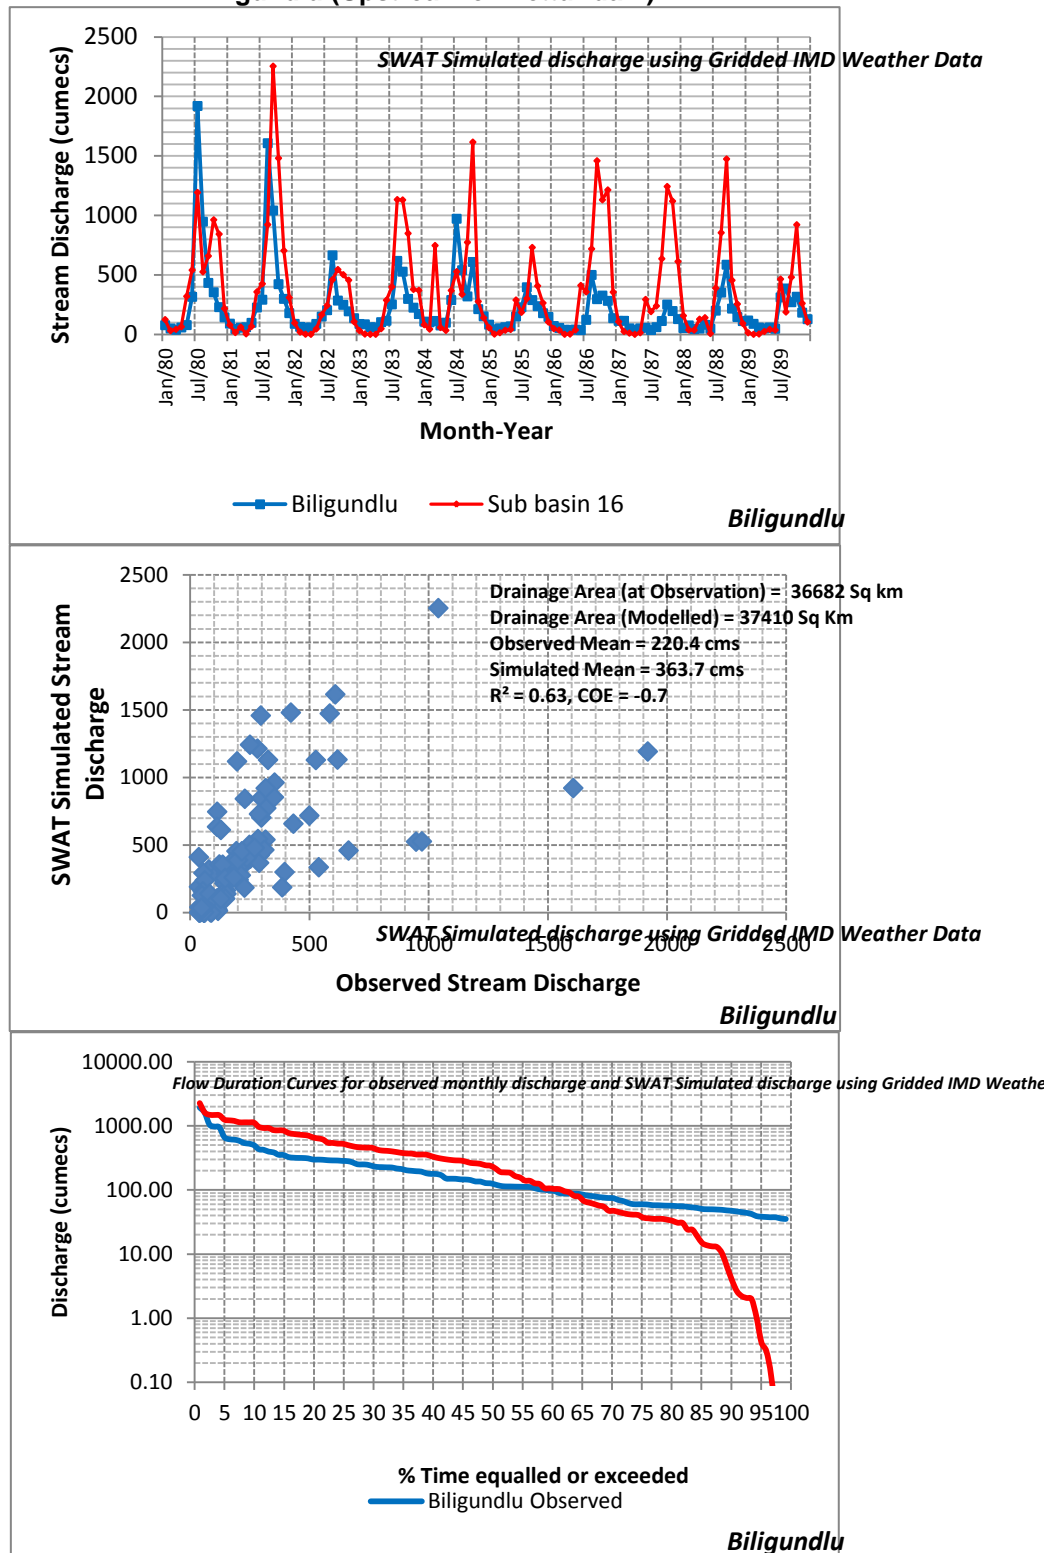 2500
SWAT Simulated discharge using Gridded IMD Weather Data
2000
1500
1000
500
0
Stream Discharge (cumecs)
Jan/80
Jul/80
Jan/81
Jul/81
Jan/82
Jul/82
Jan/83
Jul/83
Jan/84
Jul/84
Jan/85
Jul/85
Jan/86
Jul/86
Jan/87
Jul/87
Jan/88
Jul/88
Jan/89
Jul/89
Month-Year
Biligundlu
Sub basin 16
Biligundlu
2500
2000
1500
1000
500
0
SWAT Simulated Stream
Discharge
Drainage Area (at Observation) = 36682 Sq km
Drainage Area (Modelled) = 37410 Sq Km
Observed Mean = 220.4 cms
Simulated Mean = 363.7 cms
R² = 0.63, COE = -0.7
0 500 1000 1500 2000 2500
SWAT Simulated discharge using Gridded IMD Weather Data
Observed Stream Discharge
Biligundlu
10000.00
Flow Duration Curves for observed monthly discharge and SWAT Simulated discharge using Gridded IMD Weathe
1000.00
100.00
10.00
1.00
0.10
Discharge (cumecs)
0 5 10 15 20 25 30 35 40 45 50 55 60 65 70 75 80 85 90 95 100
% Time equalled or exceeded
Biligundlu Observed
Biligundlu